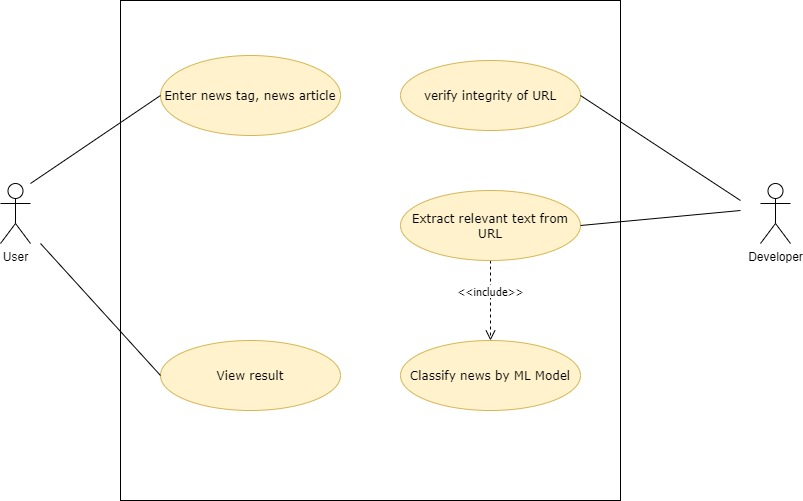 Enter news tag, news article
verify integrity of URL
Extract relevant text from
URL
User
Developer
<<include>>
View result
Classify news by ML Model